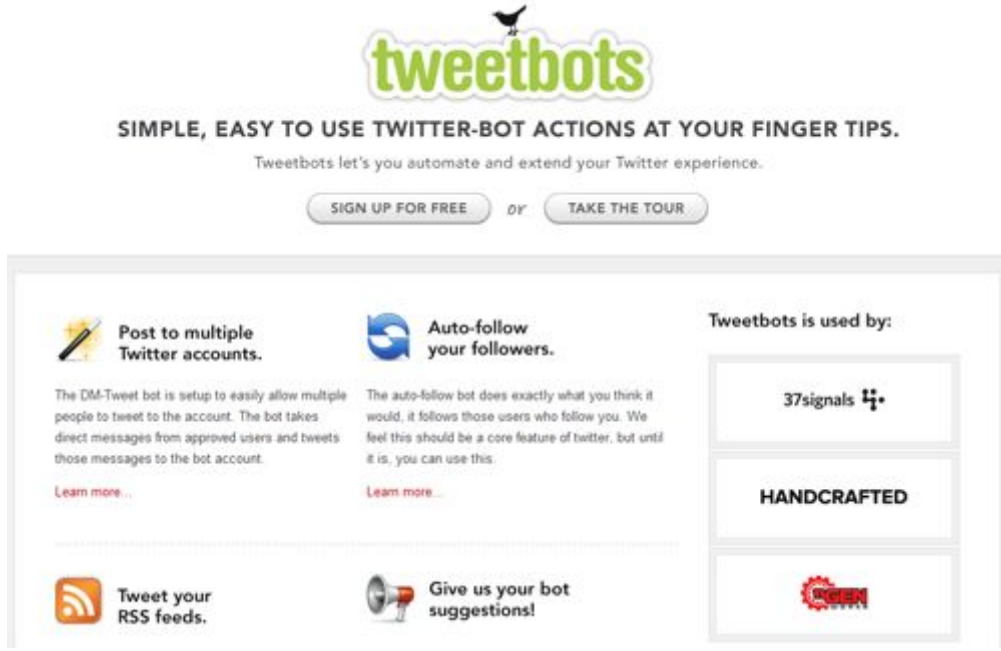 tweetbots
SIMPLE, EASY TO USE TWITTER-BOT ACTIONS AT YOUR FINGER TIPS.
Tweetbots let's you automate and extend your Twitter experience.
SIGN UP FOR FREE or TAKE THE TOUR
Post to multiple
Twitter accounts.
The DM-Tweet bot is setup to easily allow multiple
people to tweet to the account. The bot takes
direct messages from approved users and tweets
those messages to the bot account.
Learn more...
Auto-follow
your followers.
The auto-follow bot does exactly what you think it
would, it follows those users who follow you. We
feel this should be a core feature of twitter, but until
it is, you can use this.
Learn more...
Tweet your
RSS feeds.
Give us your bot
suggestions!
Tweetbots is used by:
37signals
HANDCRAFTED